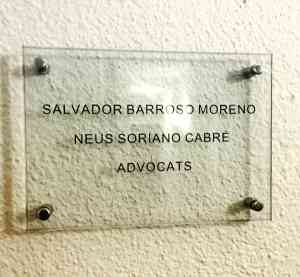 SALVADOR BARROSO MORENO
NEUS SORIANO CABRÉ
ADVOCATS